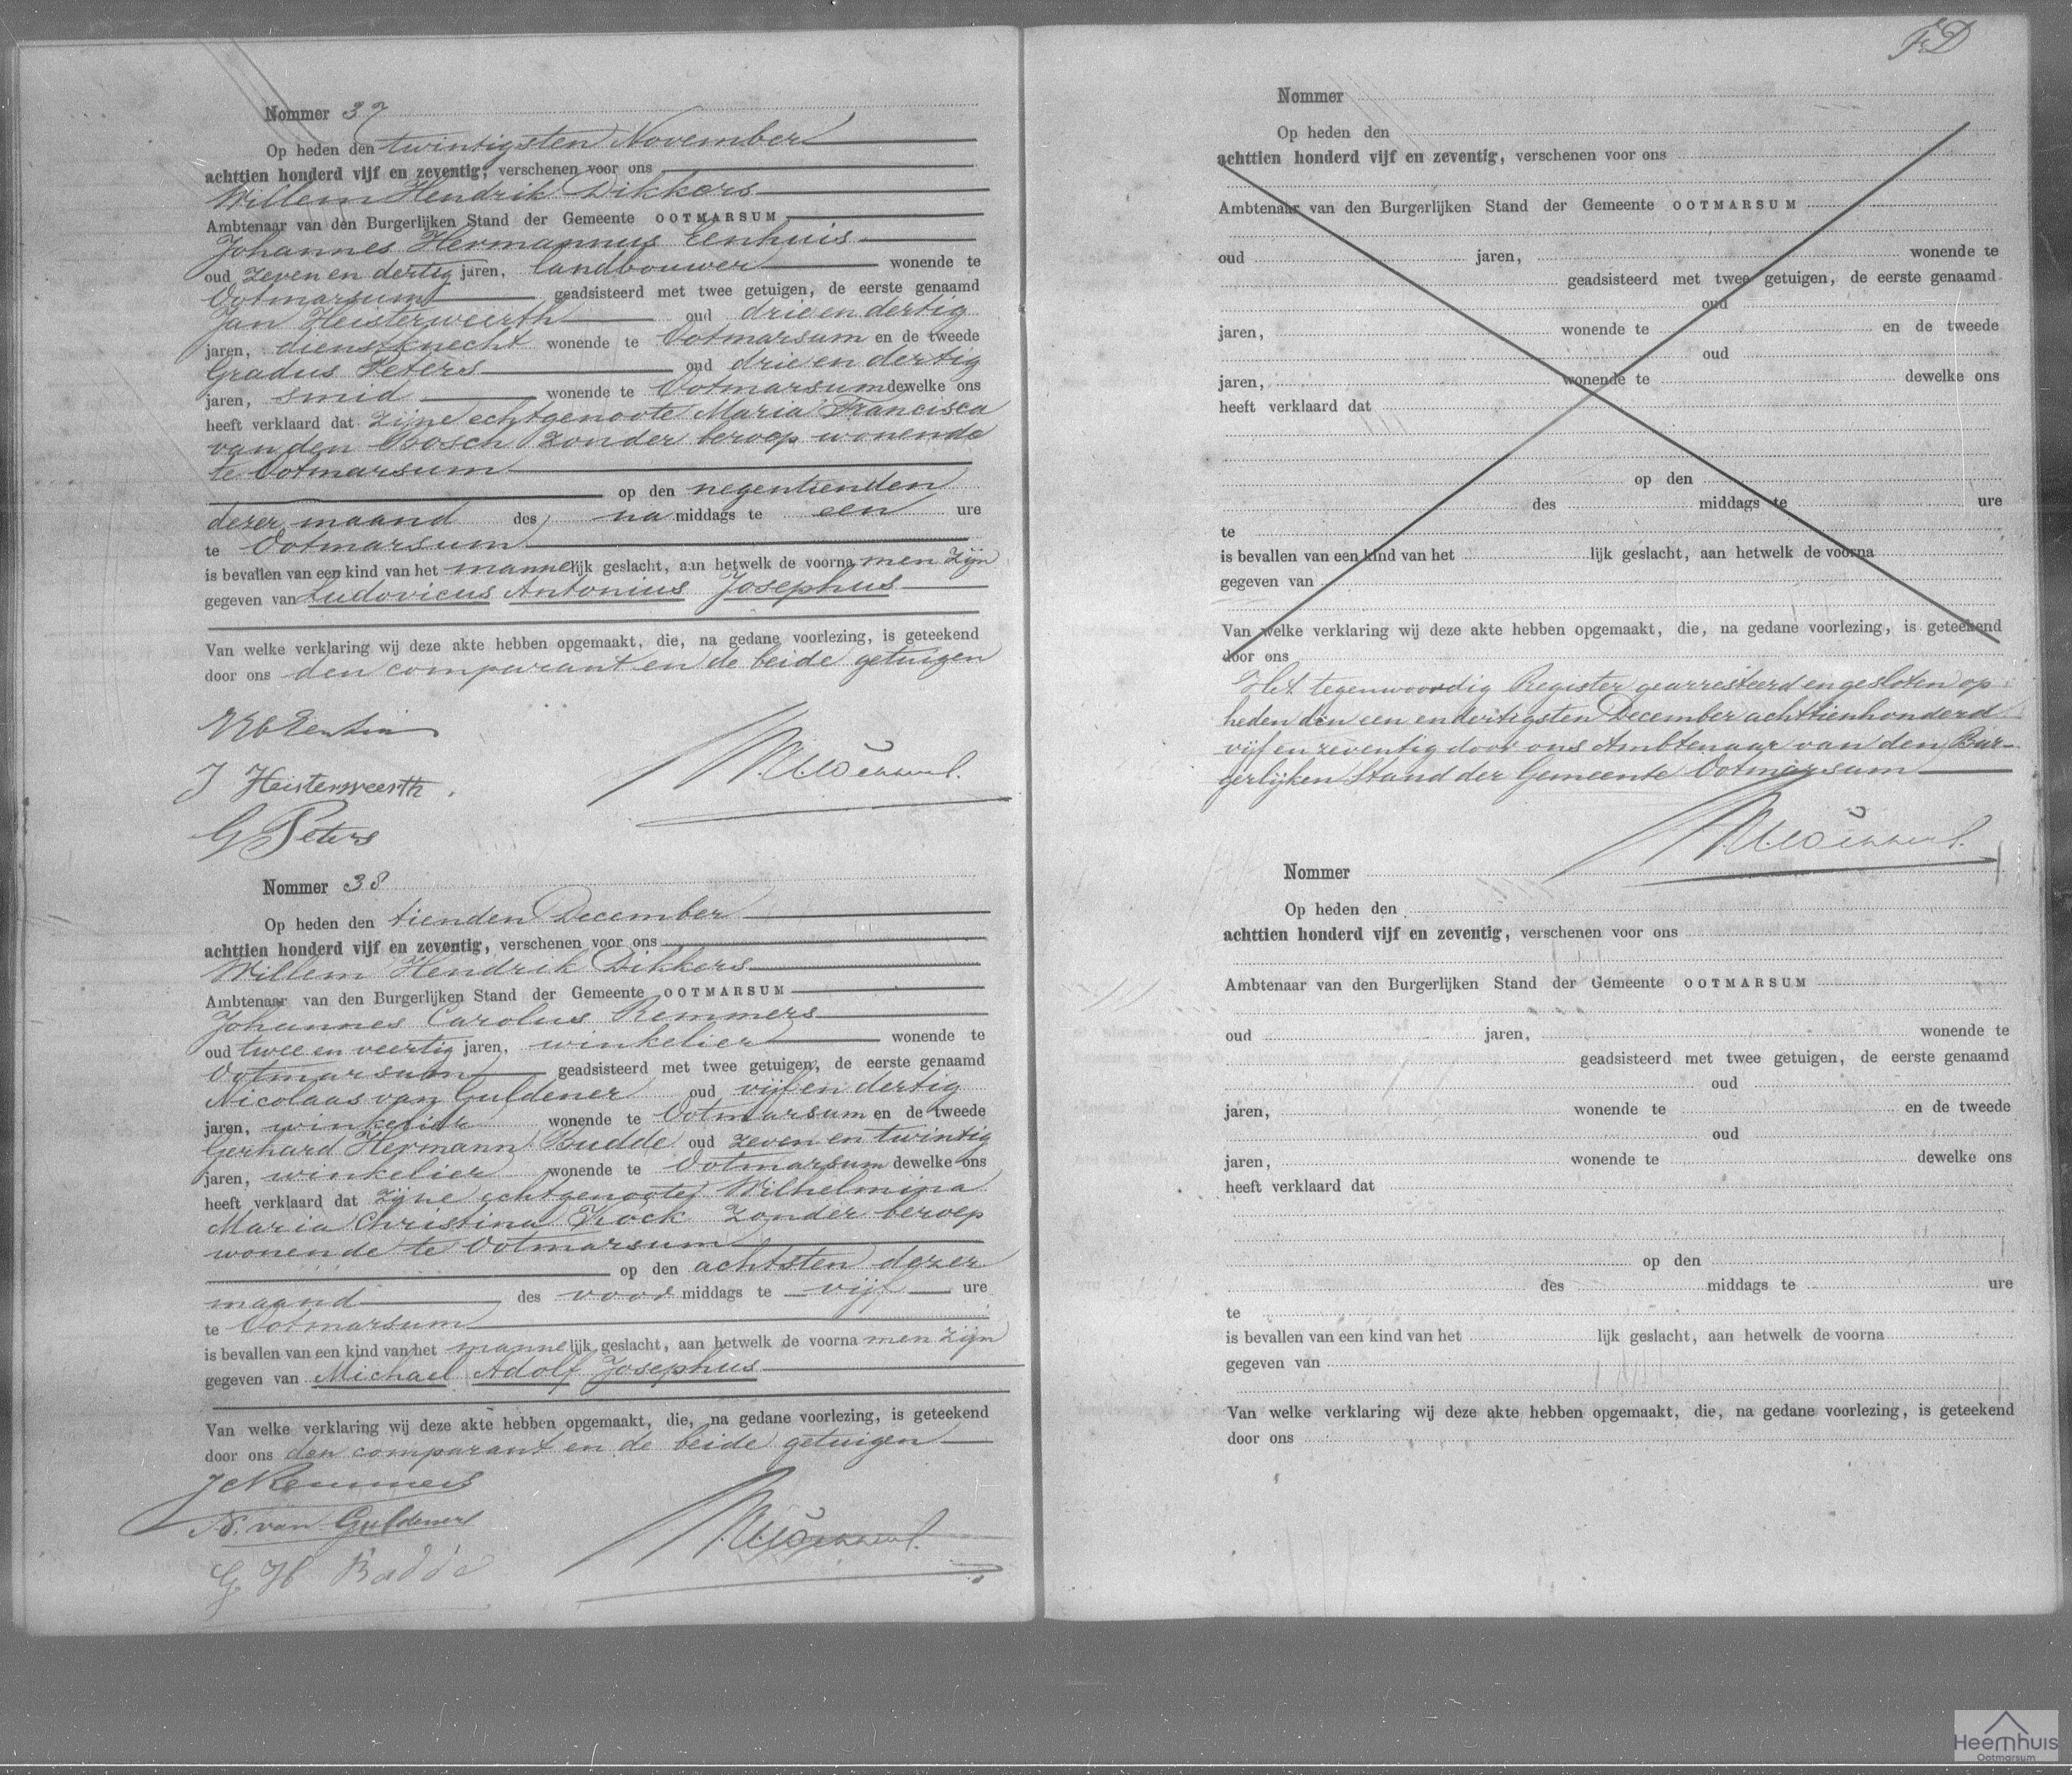 Nommer 37
Op heden den twintigsten November
achttien honderd vijf en zeventig, verschenen voor ons
Willem Hendrik Dikkers
Ambtenaar van den Burgerlijken Stand der Gemeente OOTMARSUM
Johannes Hermannus Eenhuis
oud zeven en dertig jaren, landbouwer wonende te
Ootmarsum geadsisteerd met twee getuigen, de eerste genaamd
Jan Heisterweerth oud drie en dertig
jaren, dienstknecht wonende te Ootmarsum en de tweede
Gradus Peters oud drie en dertig
jaren, smid wonende te Ootmarsum dewelke ons
heeft verklaard dat zijne echtgenoote Maria Francisca
van den Bosch zonder beroep wonende
te Ootmarsum
op den negentienden
dezer maand des na middags te een ure
te Ootmarsum
is bevallen van een kind van het mannelijk geslacht, aan hetwelk de voorna men zijn
gegeven van Ludovicus Antonius Josephus
Van welke verklaring wij deze akte hebben opgemaakt, die, na gedane voorlezing, is geteekend
door ons den comparant en de beide getuigen
J Heisterweerth.
G Peters
Nommer 38
Op heden den tienden December
achttien honderd vijf en zeventig, verschenen voor ons
Willem Hendrik Dikkers
Ambtenaar van den Burgerlijken Stand der Gemeente OOTMARSUM
Johannes Carolus Remmers
oud twee en veertig jaren, winkelier wonende te
Ootmarsum geadsisteerd met twee getuigen, de eerste genaamd
Nicolaas van Guldener oud vijf en dertig
jaren, winkelier wonende te Ootmarsum en de tweede
Gerhard Hermann Budde oud zeven en twintig
jaren, winkelier wonende te Ootmarsum dewelke ons
heeft verklaard dat zijne echtgenoote Wilhelmina
Maria Christina Kock zonder beroep
wonende te Ootmarsum
op den achtsten dezer
maand des voor middags te vijf ure
te Ootmarsum
is bevallen van een kind van het mannelijk geslacht, aan hetwelk de voorna men zijn
gegeven van Michael Adolf Josephus
Van welke verklaring wij deze akte hebben opgemaakt, die, na gedane voorlezing, is geteekend
door ons den comparant en de beide getuigen
JCRemmers
N. van Guldener
G H Budde
Nommer
Op heden den
achttien honderd vijf en zeventig, verschenen voor ons
Ambtenaar van den Burgerlijken Stand der Gemeente OOTMARSUM
oud jaren, wonende te
geadsisteerd met twee getuigen, de eerste genaamd
oud
jaren, wonende te en de tweede
oud
jaren, wonende te dewelke ons
heeft verklaard dat
op den
des middags te ure
te
is bevallen van een kind van het lijk geslacht, aan hetwelk de voorna
gegeven van
Van welke verklaring wij deze akte hebben opgemaakt, die, na gedane voorlezing, is geteekend
door ons
Het tegenwoordig Register gearresteerd en gesloten op
heden den een en dertigsten December achttienhonderd
vijf en zeventig door ons Ambtenaar van den Bur-
gerlijken Stand der Gemeente Ootmarsum
Nommer
Op heden den
achttien honderd vijf en zeventig, verschenen voor ons
Ambtenaar van den Burgerlijken Stand der Gemeente OOTMARSUM
oud jaren, wonende te
geadsisteerd met twee getuigen, de eerste genaamd
oud
jaren, wonende te en de tweede
oud
jaren, wonende te dewelke ons
heeft verklaard dat
op den
des middags te ure
te
is bevallen van een kind van het lijk geslacht, aan hetwelk de voorna
gegeven van
Van welke verklaring wij deze akte hebben opgemaakt, die, na gedane voorlezing, is geteekend
door ons
Heemhuis
Ootmarsum